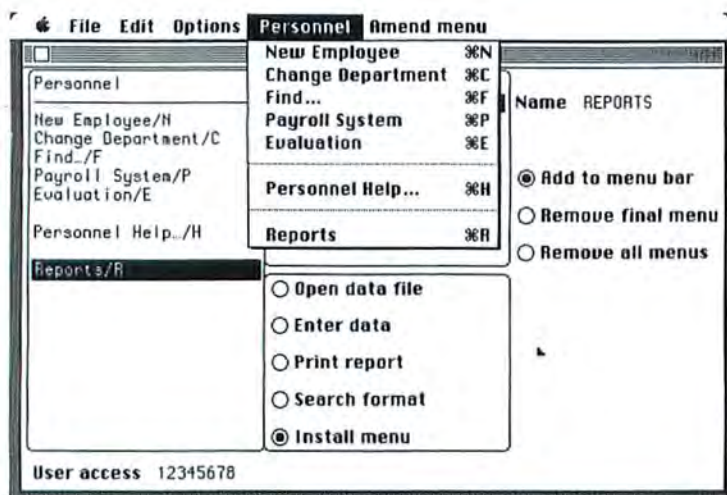 File Edit Options Personnel Amend menu
New Employee ⌘N
Change Department ⌘C
Find... ⌘F
Payroll System ⌘P
Evaluation ⌘E
Personnel Help... ⌘H
Reports ⌘R
Personnel
New Employee/N
Change Department/C
Find…/F
Payroll System/P
Evaluation/E
Personnel Help…/H
Reports/R
Open data file
Enter data
Print report
Search format
Install menu
Name REPORTS
Add to menu bar
Remove final menu
Remove all menus
User access 12345678